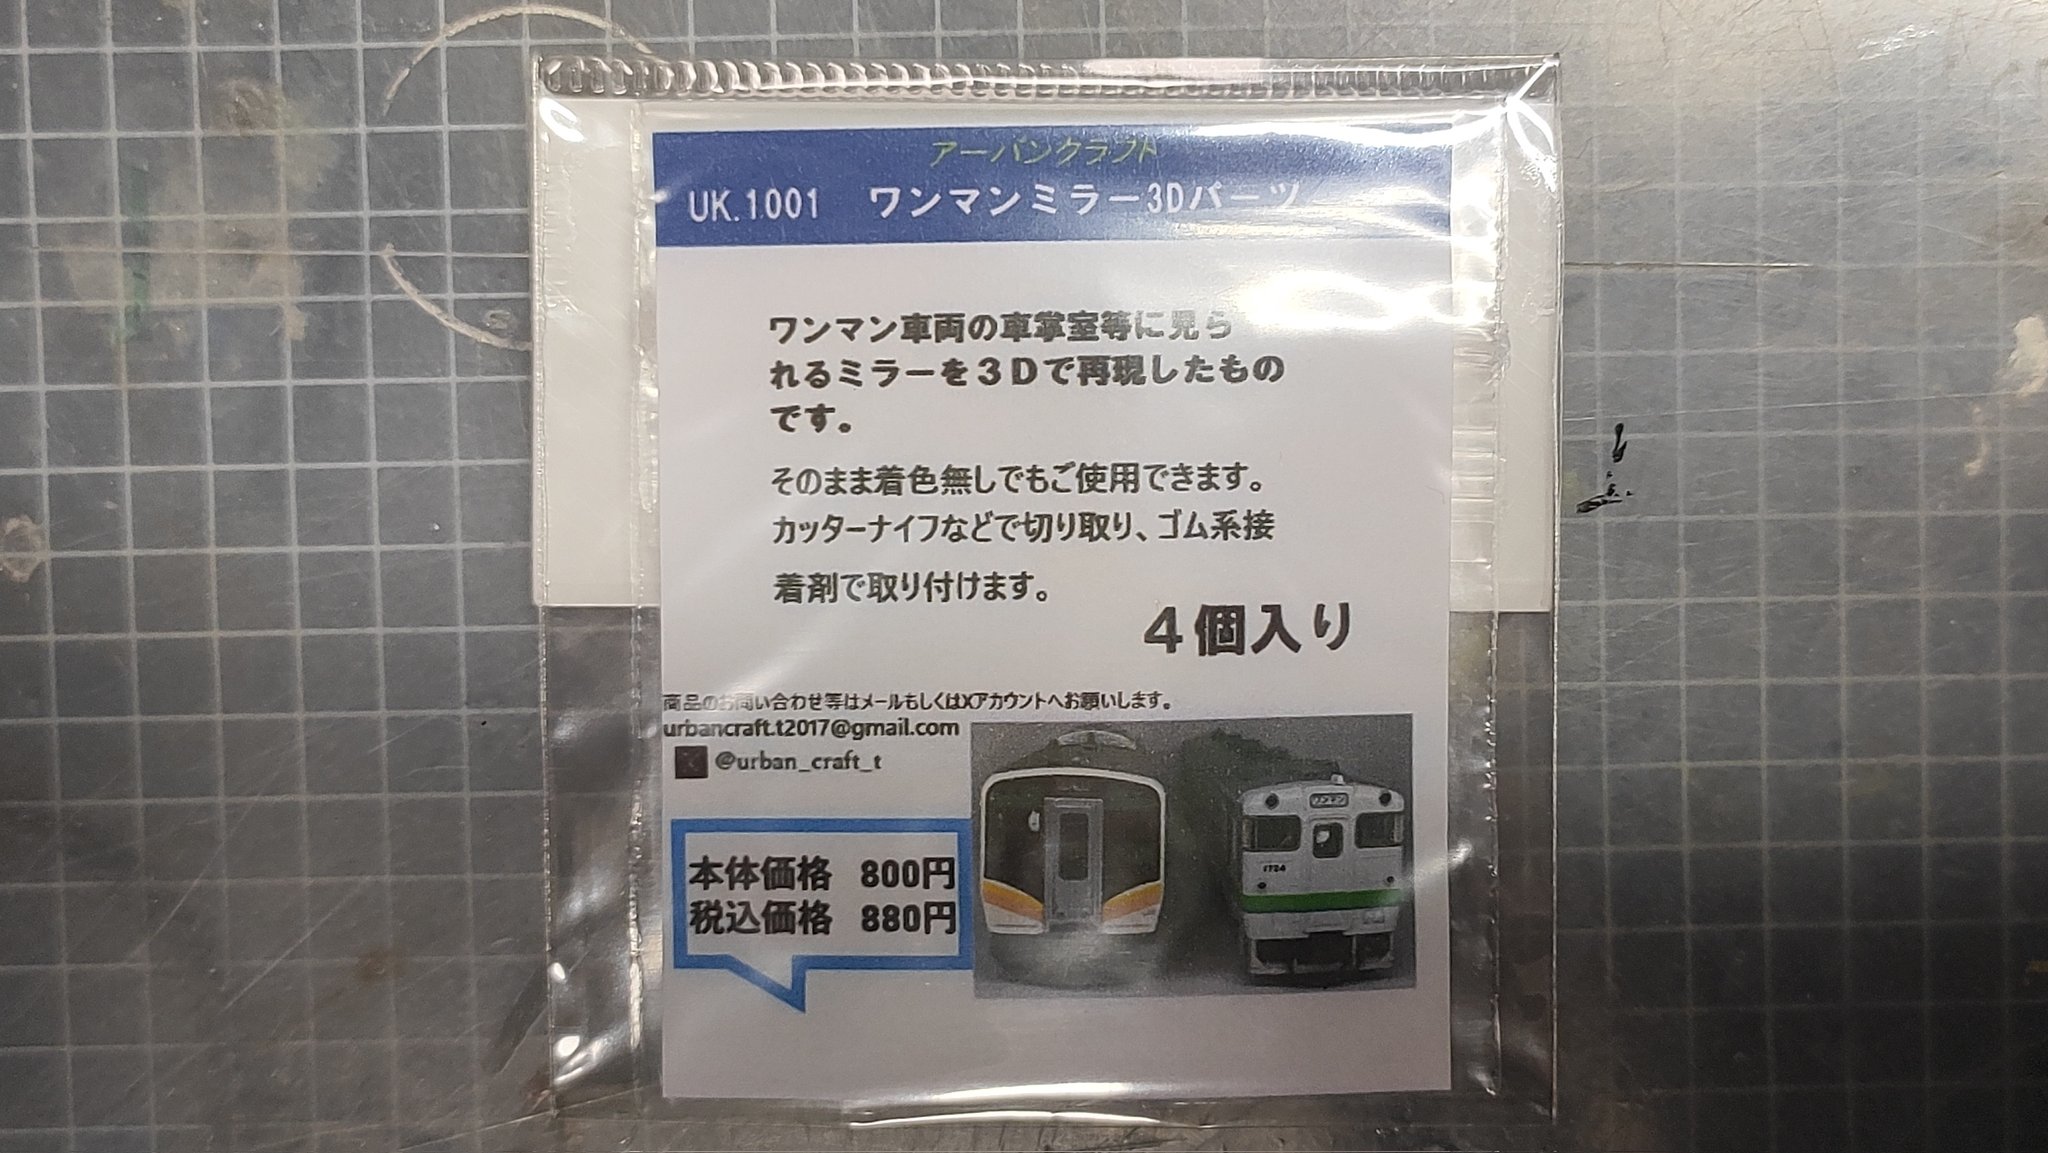 アーバンクラフト
UK.1001　ワンマンミラー3Dパーツ
ワンマン車両の車掌室等に見ら
れるミラーを３Ｄで再現したもの
です。
そのまま着色無しでもご使用できます。
カッターナイフなどで切り取り、ゴム系接
着剤で取り付けます。
４個入り
商品のお問い合わせ等はメールもしくはXアカウントへお願いします。
urbancraft.t2017@gmail.com
@urban_craft_t
本体価格　800円
税込価格　880円
ワンマン
1724